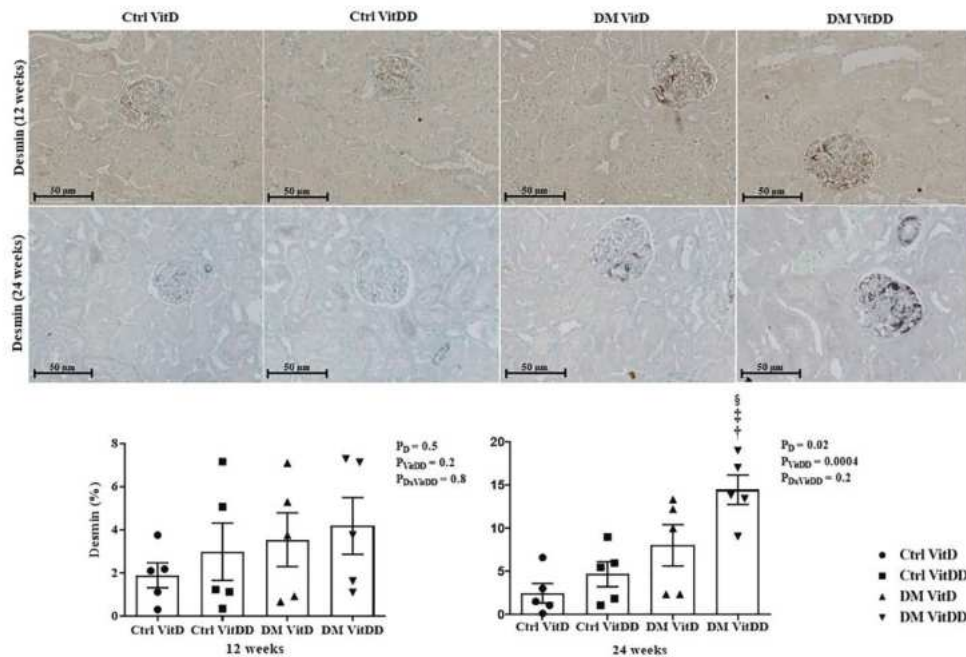 Ctrl VitD Ctrl VitDD DM VitD DM VitDD
Desmin (12 weeks)
50 µm 50 µm 50 µm 50 µm
Desmin (24 weeks)
50 µm 50 µm 50 µm 50 µm
Desmin (%)
8
6
4
2
0
P_D = 0.5
P_VitDD = 0.2
P_DxVitDD = 0.8
Ctrl VitD Ctrl VitDD DM VitD DM VitDD
12 weeks
20
15
10
5
0
§
‡
†
P_D = 0.02
P_VitDD = 0.0004
P_DxVitDD = 0.2
Ctrl VitD Ctrl VitDD DM VitD DM VitDD
24 weeks
Ctrl VitD
Ctrl VitDD
DM VitD
DM VitDD